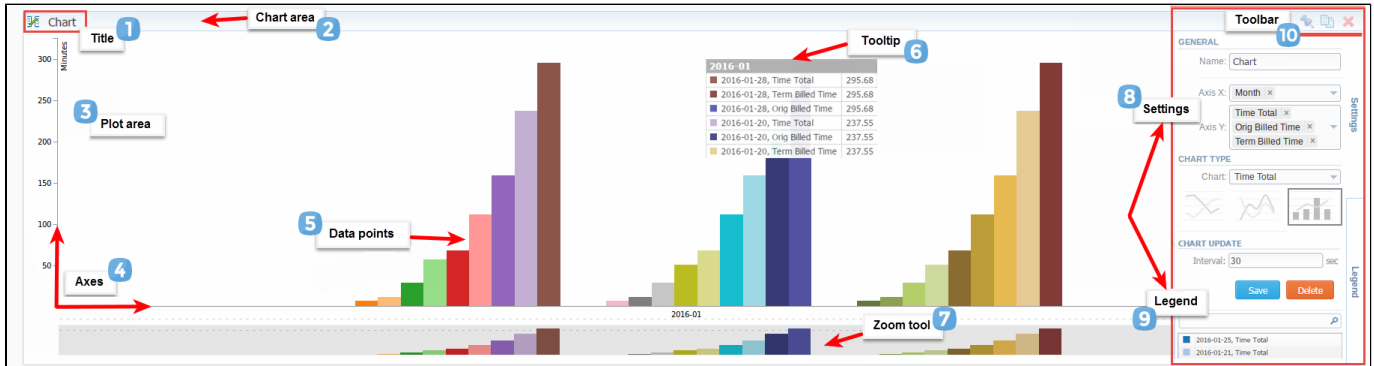 Chart
1
Title
Chart area
2
Minutes
300
250
200
150
100
50
3
Plot area
4
Axes
5
Data points
Tooltip
6
2016-01
2016-01-28, Time Total 295.68
2016-01-28, Term Billed Time 295.68
2016-01-28, Orig Billed Time 295.68
2016-01-20, Time Total 237.55
2016-01-20, Orig Billed Time 237.55
2016-01-20, Term Billed Time 237.55
2016-01
Zoom tool
7
8
Settings
Legend
9
Toolbar
10
GENERAL
Name: Chart
Axis X: Month ×
Axis Y: Time Total ×
Orig Billed Time ×
Term Billed Time ×
CHART TYPE
Chart: Time Total
CHART UPDATE
Interval: 30 sec
Save Delete
2016-01-25, Time Total
2016-01-21, Time Total
Settings
Legend